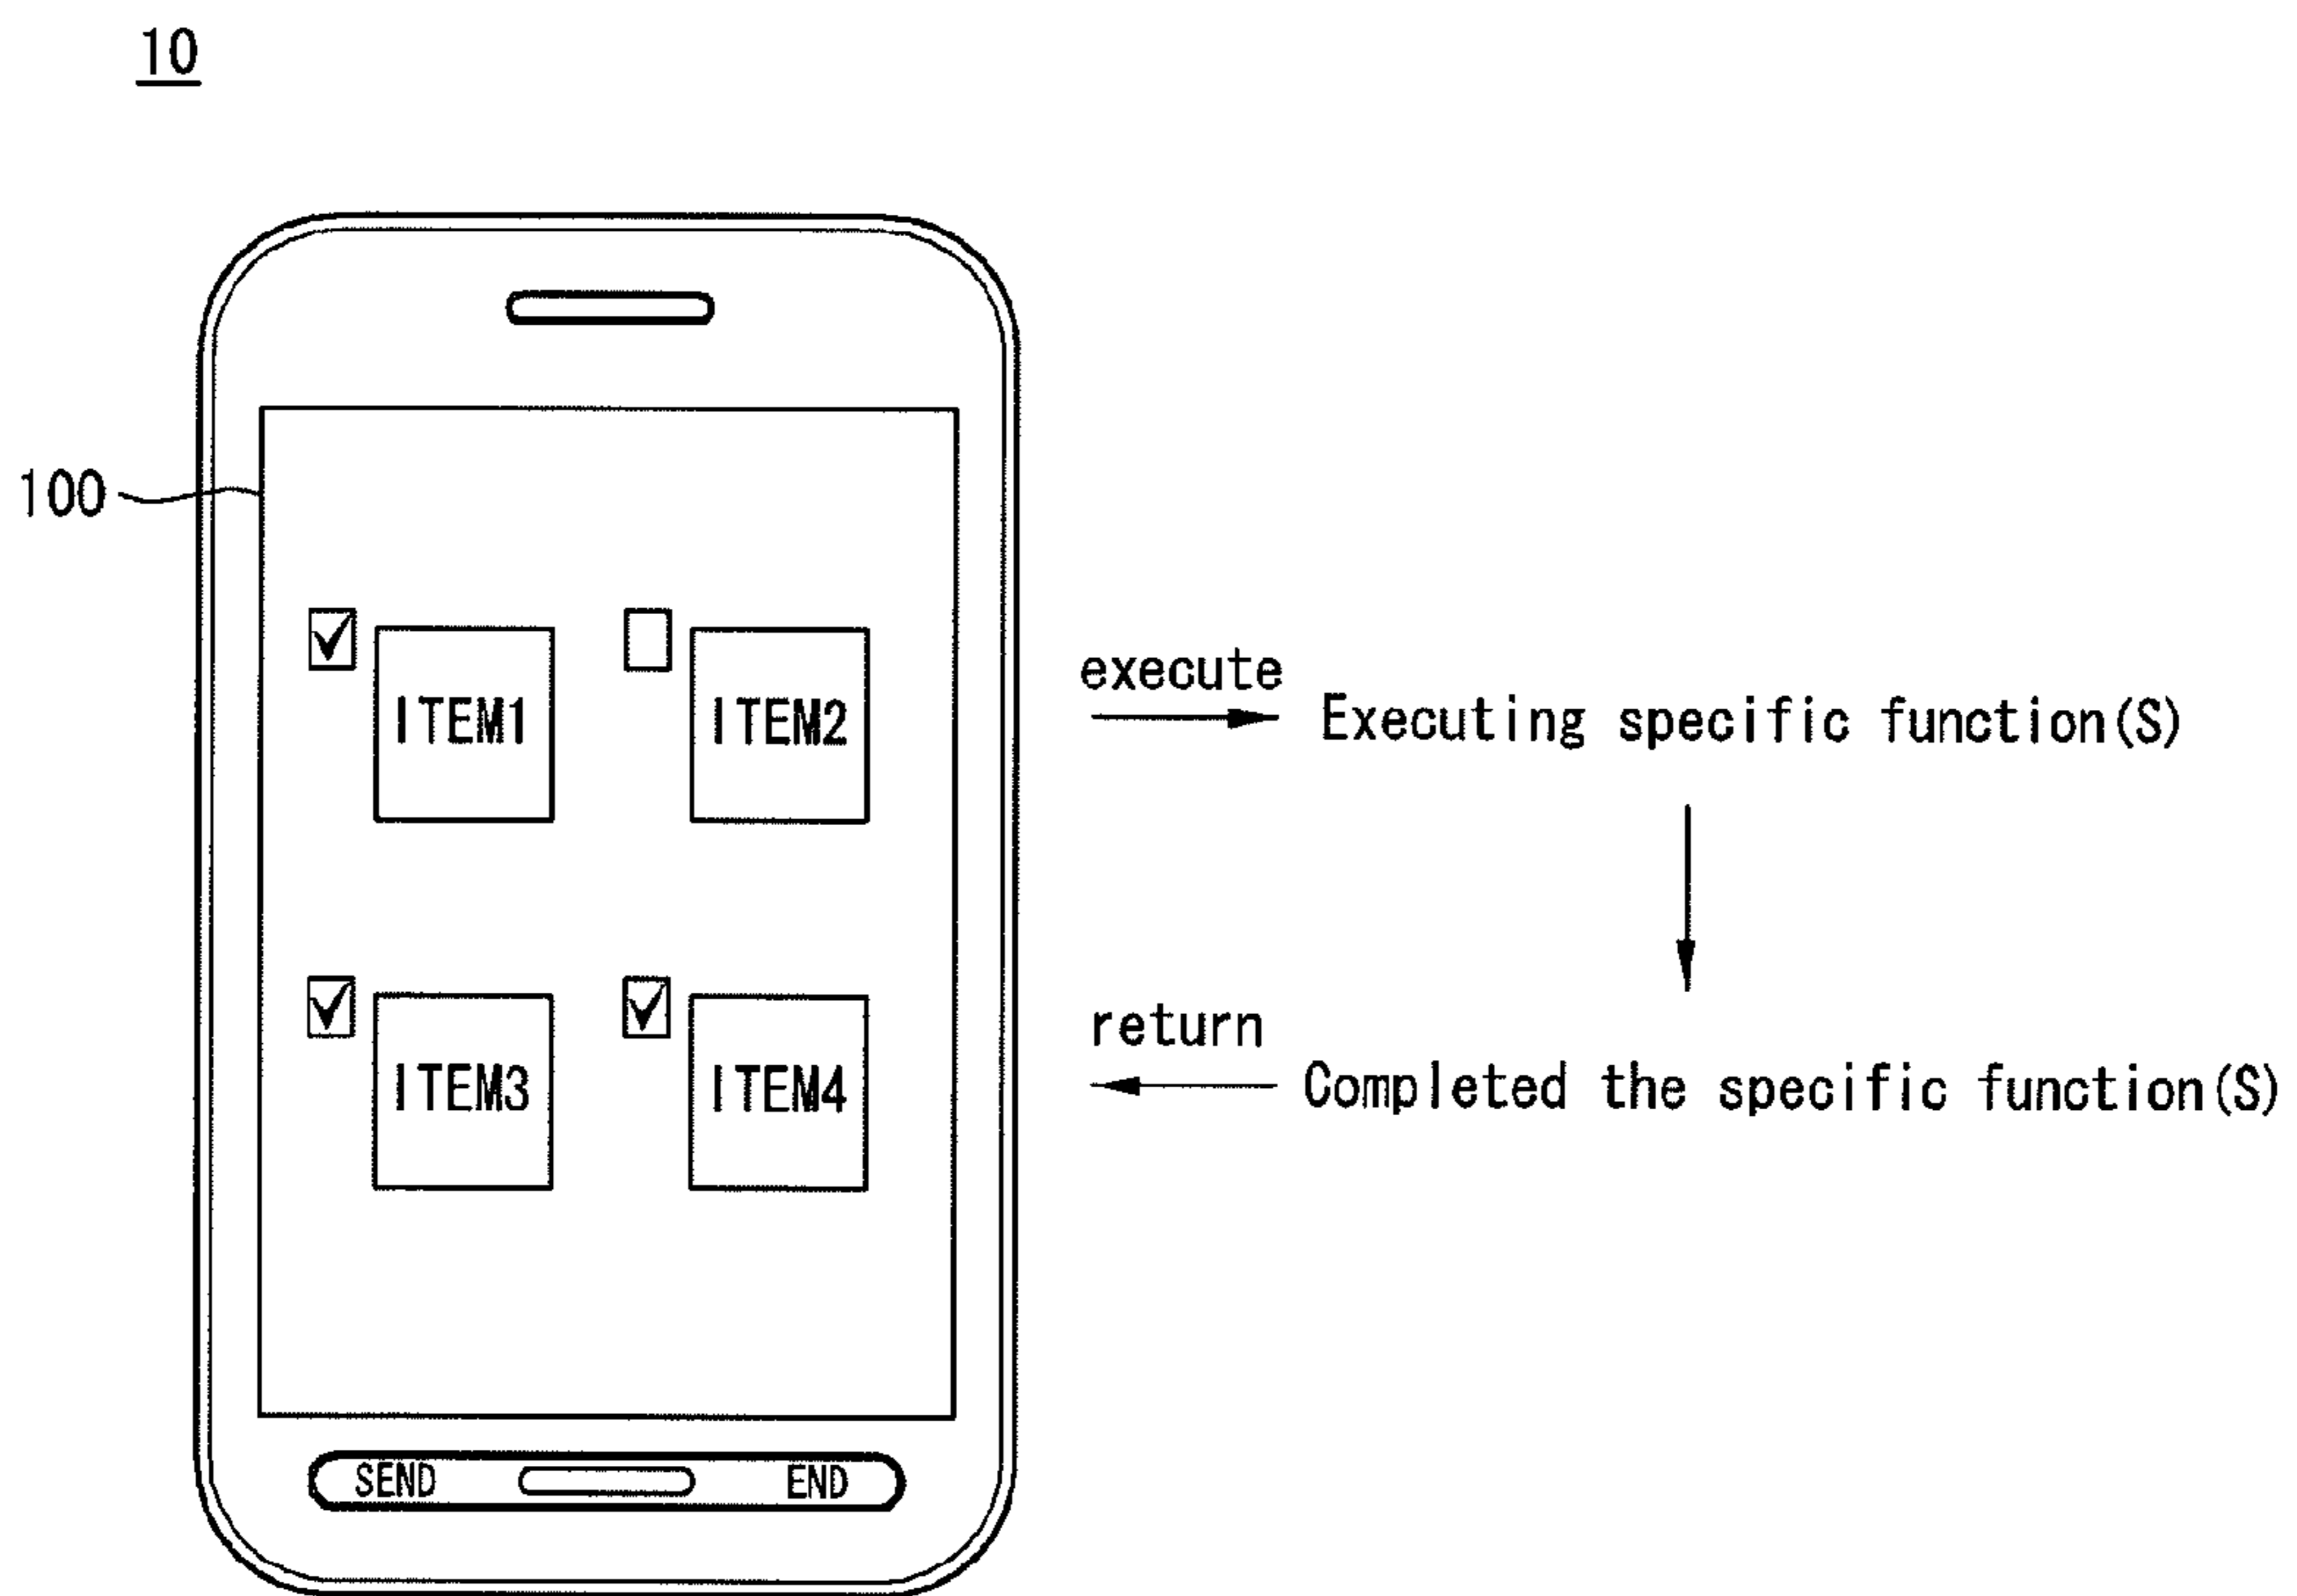 10
100
ITEM1 ITEM2
execute
Executing specific function(S)
return
Completed the specific function(S)
ITEM3 ITEM4
SEND END